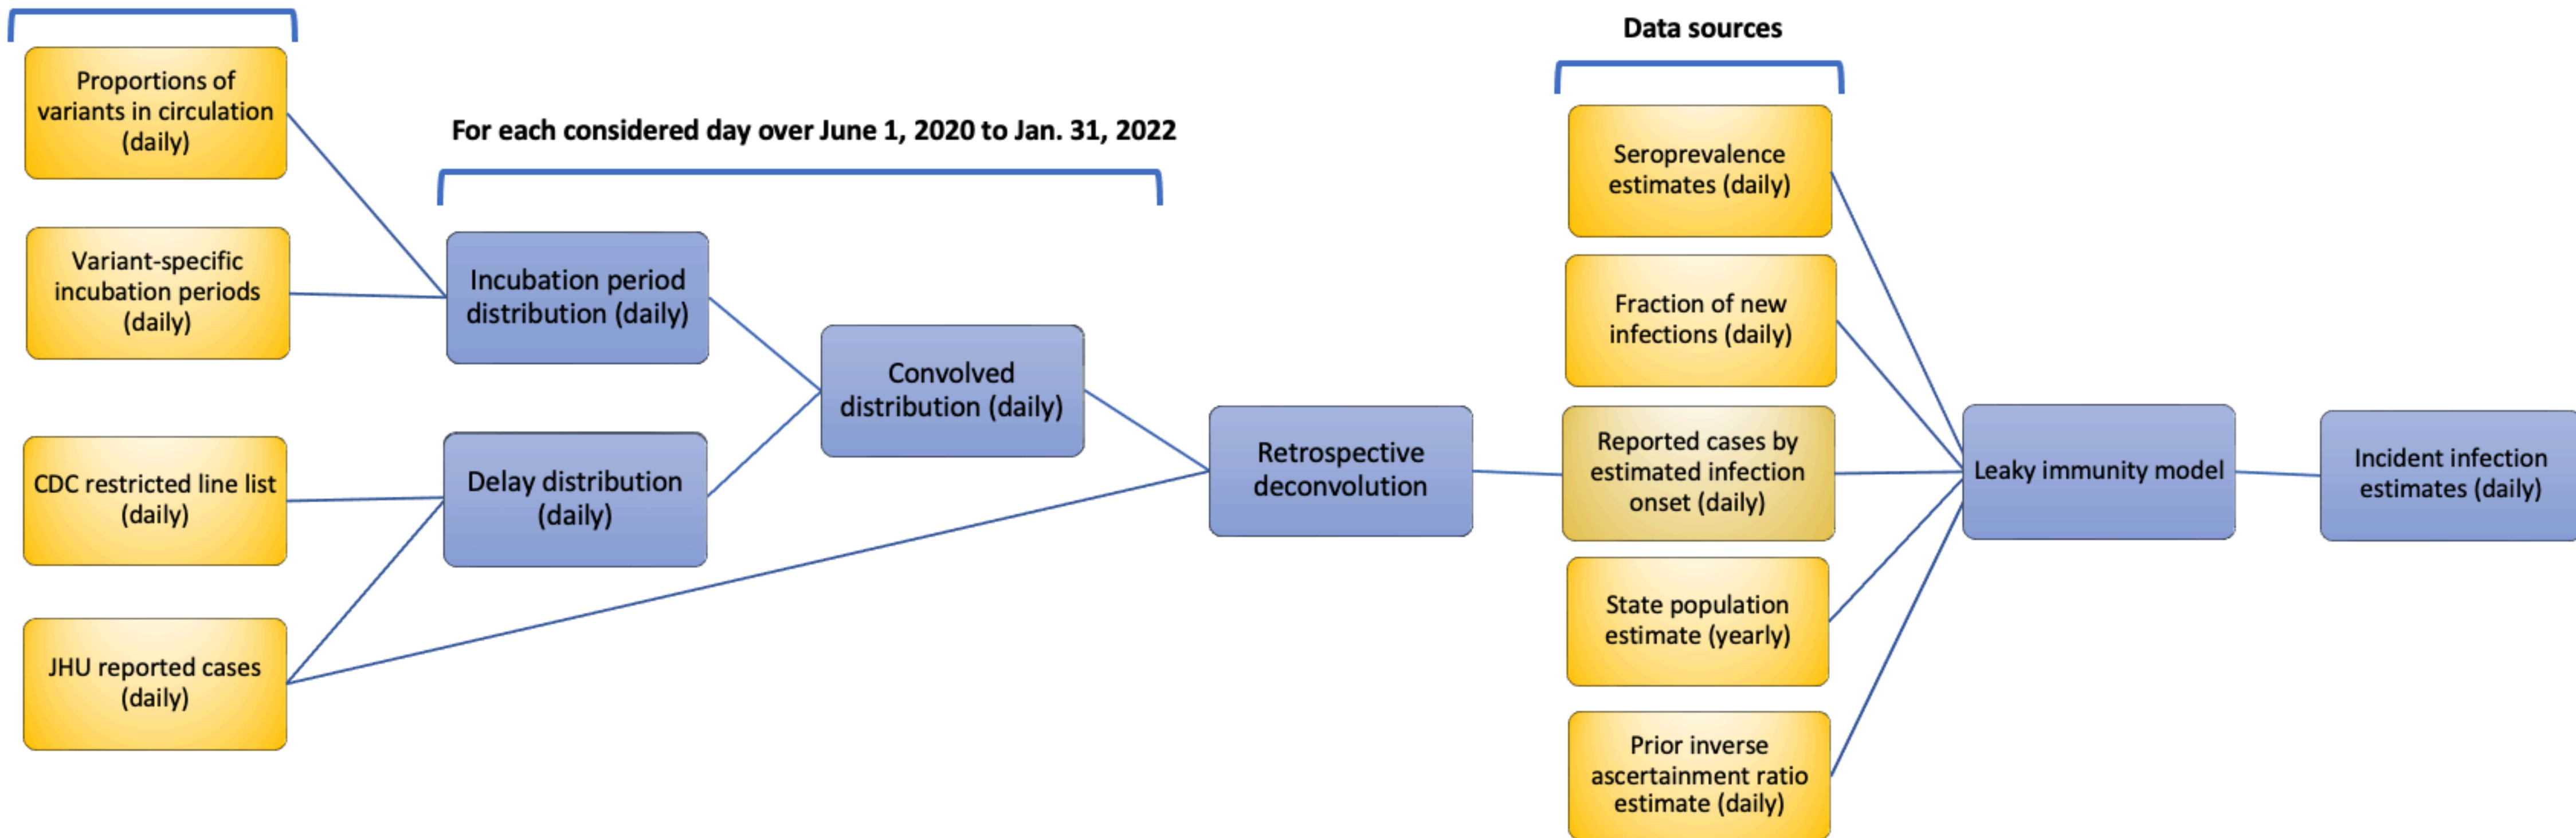 Proportions of
variants in circulation
(daily)
Variant-specific
incubation periods
(daily)
CDC restricted line list
(daily)
JHU reported cases
(daily)
For each considered day over June 1, 2020 to Jan. 31, 2022
Incubation period
distribution (daily)
Delay distribution
(daily)
Convolved
distribution (daily)
Retrospective
deconvolution
Data sources
Seroprevalence
estimates (daily)
Fraction of new
infections (daily)
Reported cases by
estimated infection
onset (daily)
State population
estimate (yearly)
Prior inverse
ascertainment ratio
estimate (daily)
Leaky immunity model
Incident infection
estimates (daily)